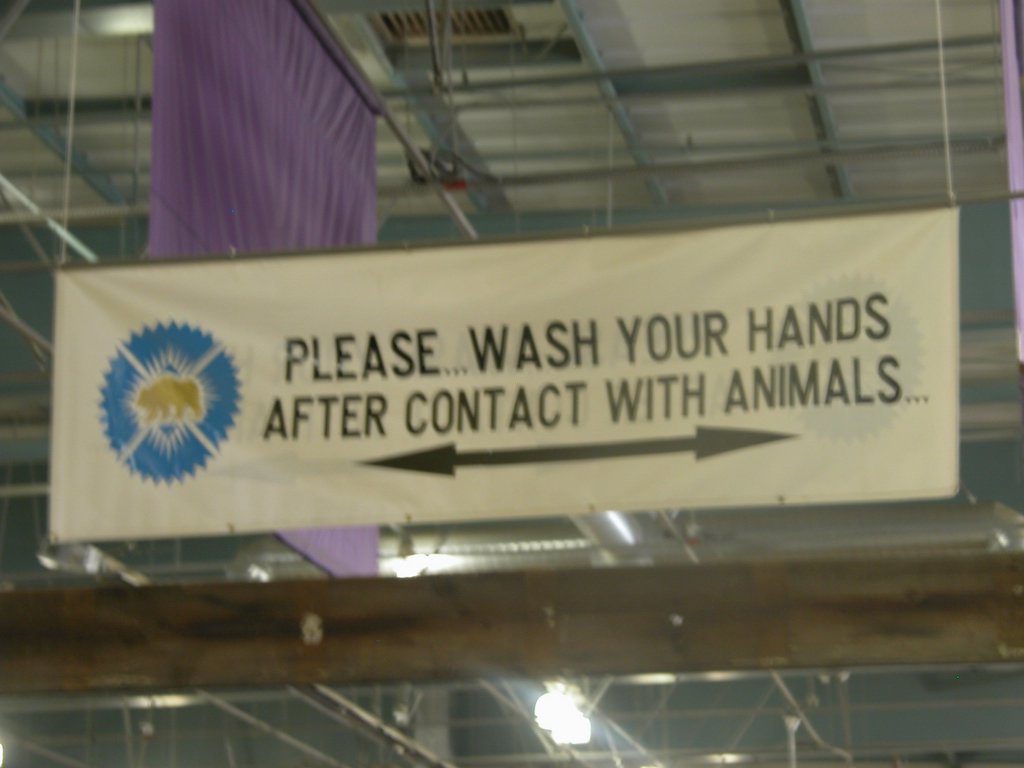 PLEASE...WASH YOUR HANDS
AFTER CONTACT WITH ANIMALS...